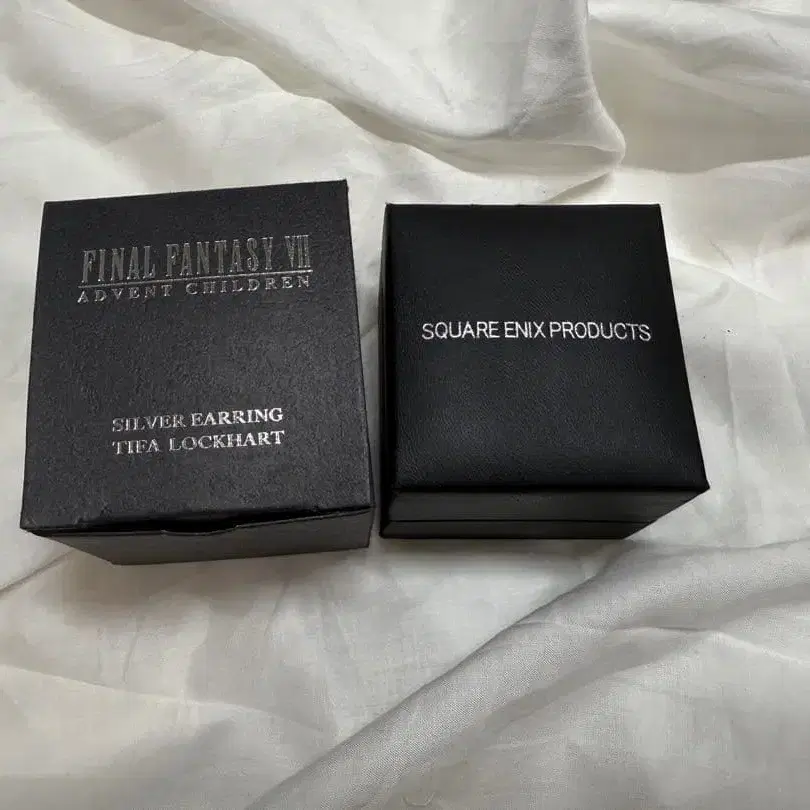 FINAL FANTASY VII
ADVENT CHILDREN
SILVER EARRING
TIFA LOCKHART
SQUARE ENIX PRODUCTS